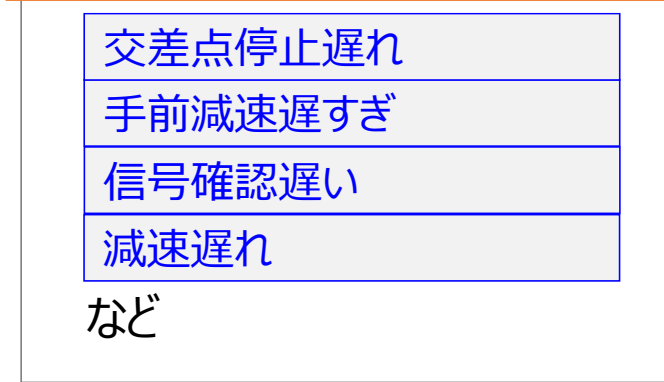 交差点停止遅れ
手前減速遅すぎ
信号確認遅い
減速遅れ
など